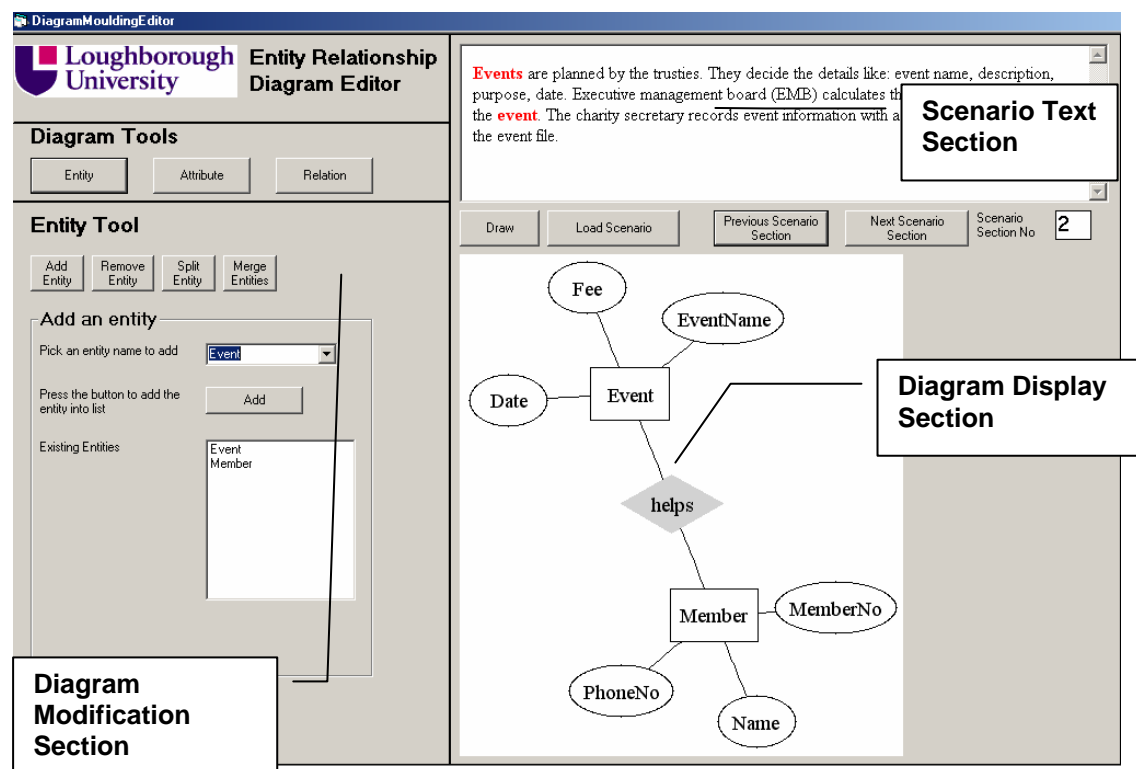 DiagramMouldingEditor
Loughborough
University
Entity Relationship
Diagram Editor
Diagram Tools
Entity
Attribute
Relation
Entity Tool
Add
Entity
Remove
Entity
Split
Entity
Merge
Entities
Add an entity
Pick an entity name to add
Event
Press the button to add the
entity into list
Add
Existing Entities
Event
Member
Diagram
Modification
Section
Events are planned by the trusties. They decide the details like: event name, description,
purpose, date. Executive management board (EMB) calculates th
the event. The charity secretary records event information with a
the event file.
Scenario Text
Section
Draw
Load Scenario
Previous Scenario
Section
Next Scenario
Section
Scenario
Section No
2
Fee
EventName
Date
Event
helps
Member
MemberNo
PhoneNo
Name
Diagram Display
Section